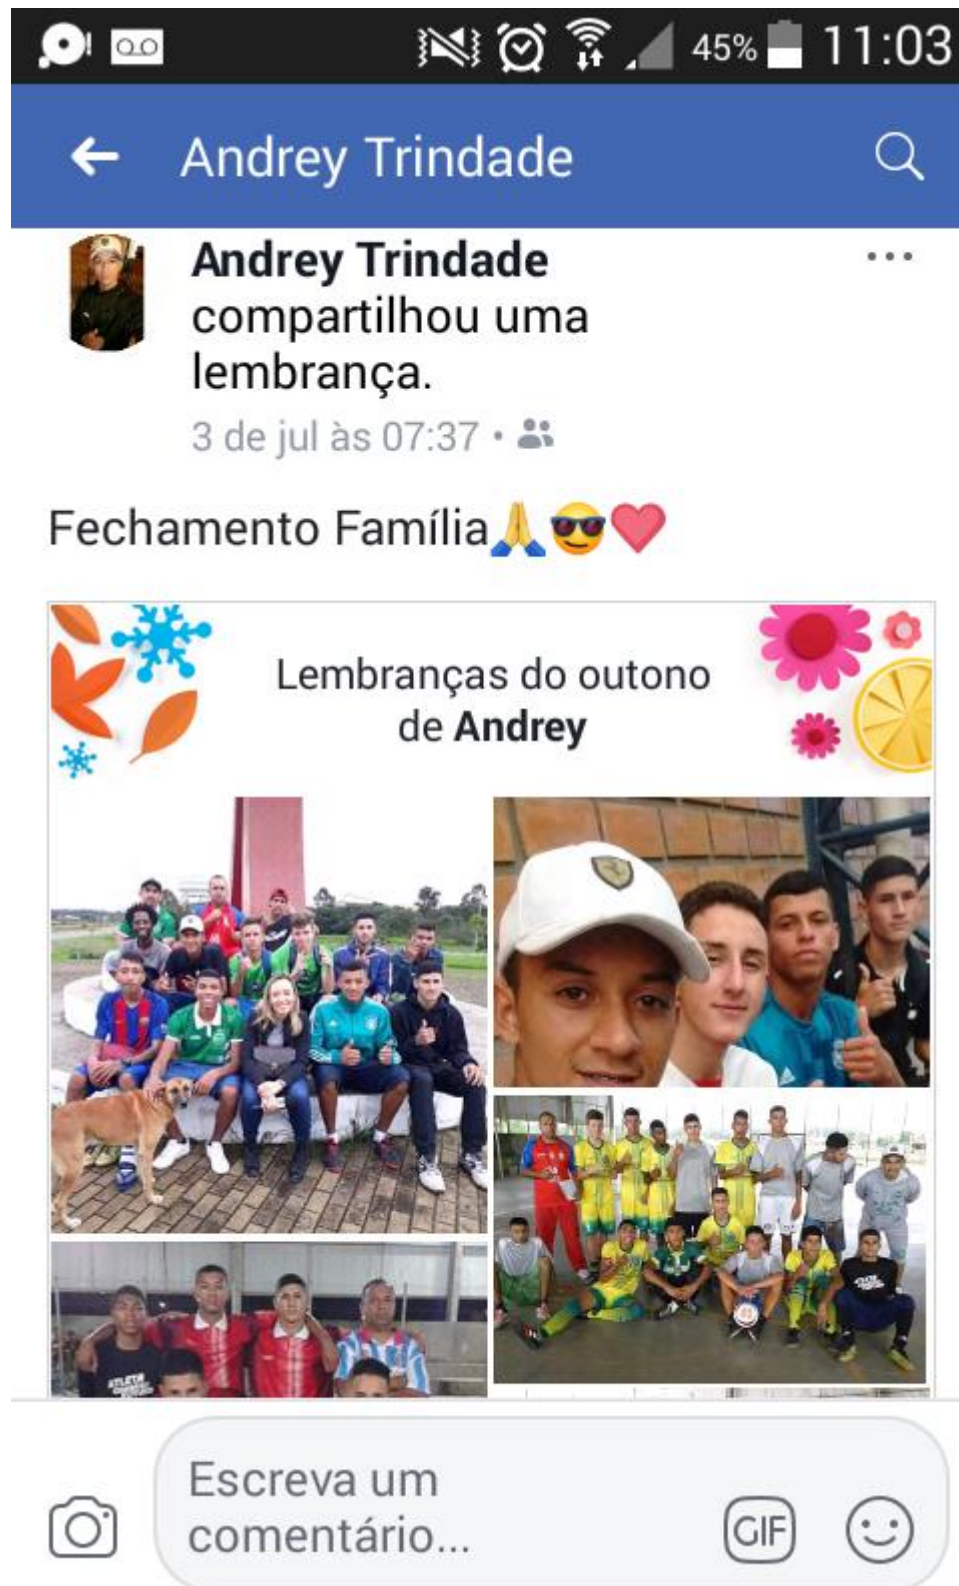 45% 11:03
Andrey Trindade
Andrey Trindade
compartilhou uma
lembrança.
3 de jul às 07:37 •
Fechamento Família🙏😎❤️
Lembranças do outono
de Andrey
ATLETA
Escreva um
comentário...
GIF